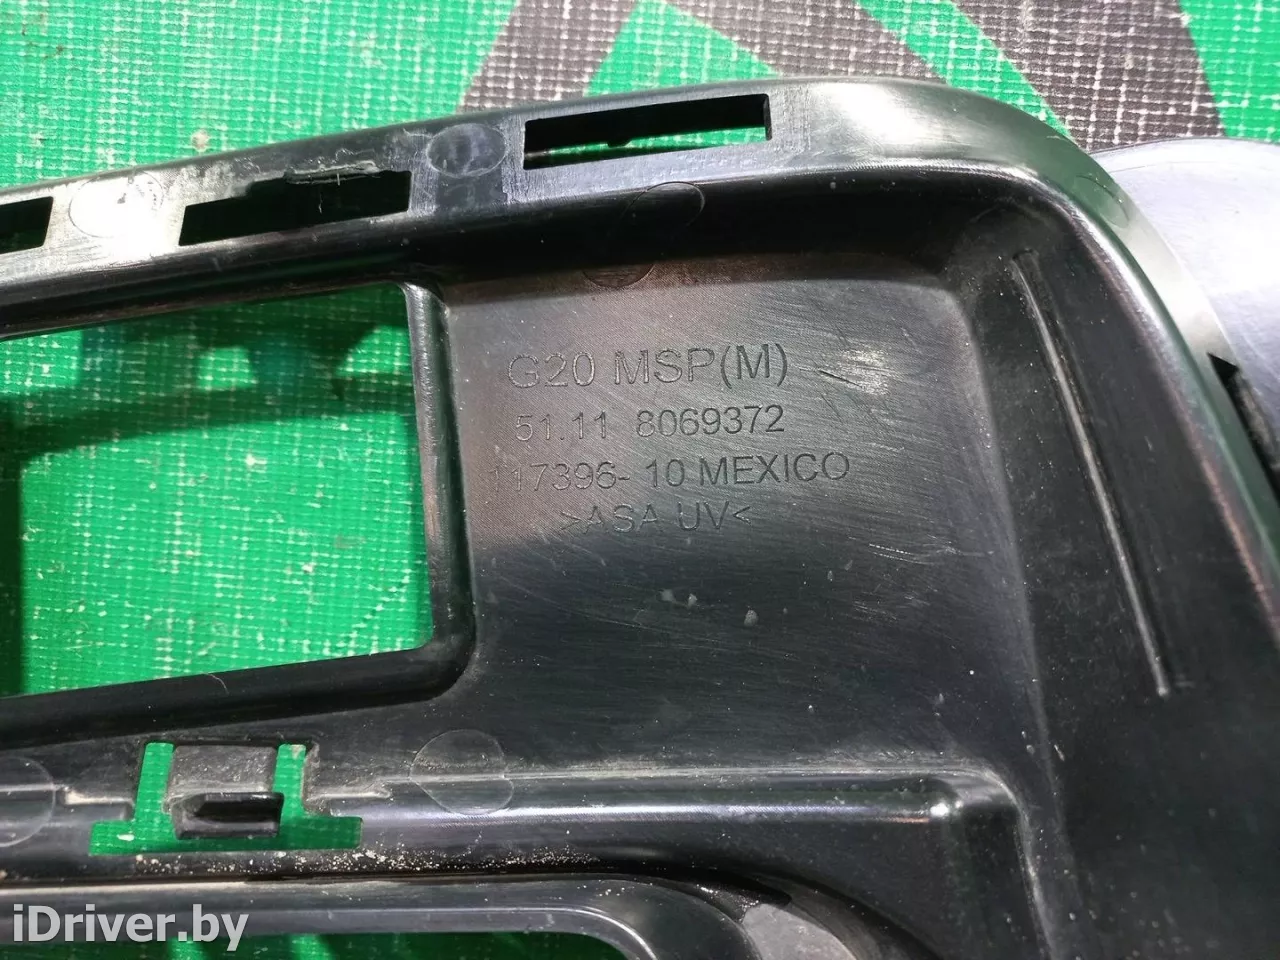 G20 MSP(M)
51.11 8069372
117396- 10 MEXICO
>ASA UV<
iDriver.by